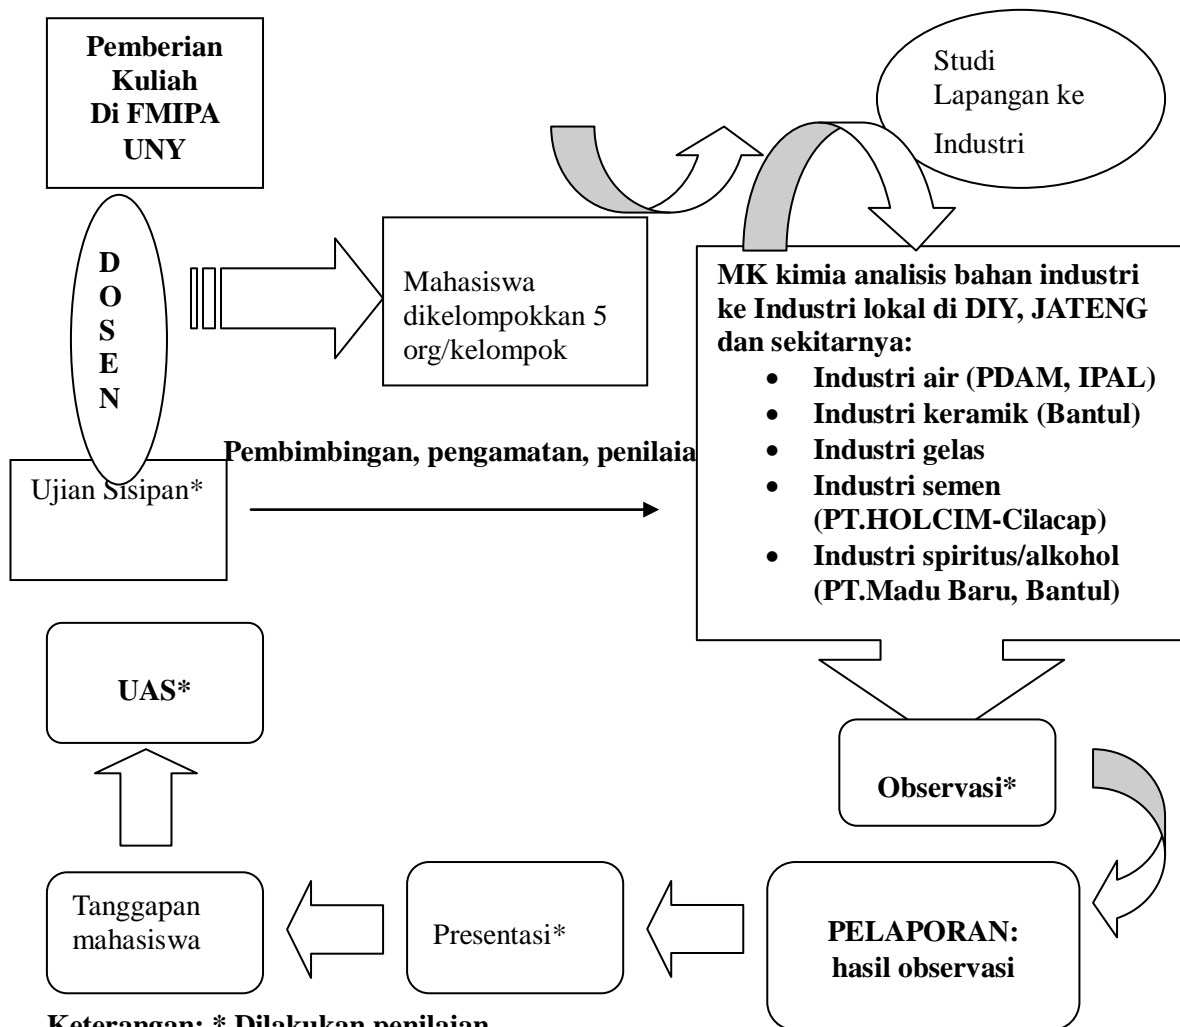 Pemberian
Kuliah
Di FMIPA
UNY
Studi
Lapangan ke
Industri
D
O
S
E
N
Mahasiswa
dikelompokkan 5
org/kelompok
MK kimia analisis bahan industri
ke Industri lokal di DIY, JATENG
dan sekitarnya:
• Industri air (PDAM, IPAL)
• Industri keramik (Bantul)
• Industri gelas
• Industri semen
(PT.HOLCIM-Cilacap)
• Industri spiritus/alkohol
(PT.Madu Baru, Bantul)
Pembimbingan, pengamatan, penilaia
Ujian Sisipan*
UAS*
Observasi*
Tanggapan
mahasiswa
Presentasi*
PELAPORAN:
hasil observasi
Keterangan: * Dilakukan penilaian